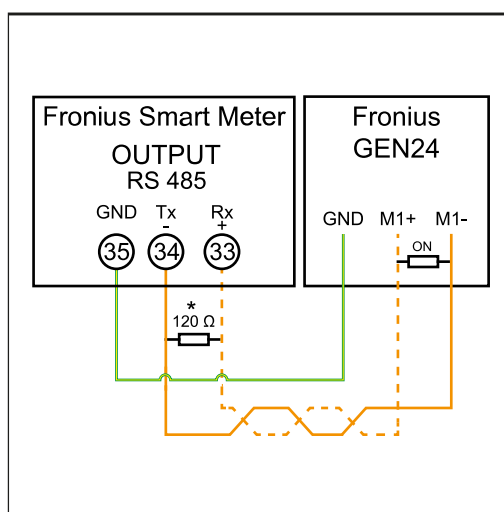 Fronius Smart Meter
OUTPUT
RS 485
GND Tx Rx
- +
35 34 33
*
120 Ω
Fronius
GEN24
GND M1+ M1-
ON